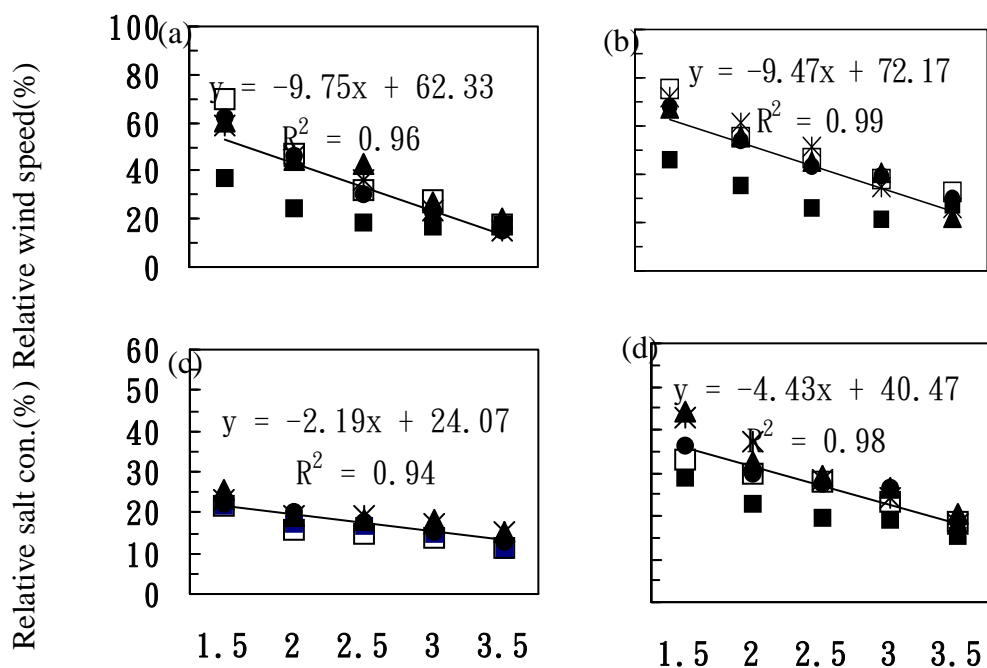 Relative salt con.(%) Relative wind speed(%)
100
80
60
40
20
0
(a)
y = -9.75x + 62.33
R² = 0.96
(b)
y = -9.47x + 72.17
R² = 0.99
60
50
40
30
20
10
0
(c)
y = -2.19x + 24.07
R² = 0.94
(d)
y = -4.43x + 40.47
R² = 0.98
1.5 2 2.5 3 3.5
1.5 2 2.5 3 3.5